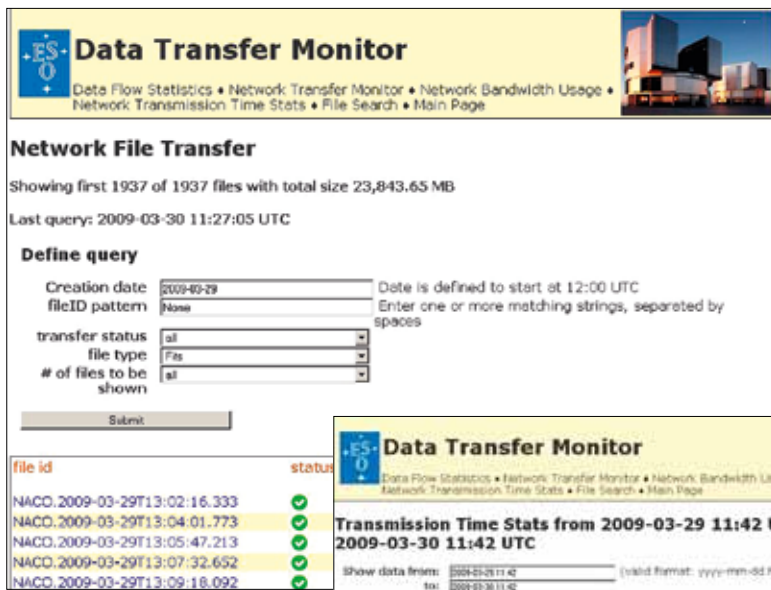 ES
O
Data Transfer Monitor
Data Flow Statistics • Network Transfer Monitor • Network Bandwidth Usage •
Network Transmission Time Stats • File Search • Main Page
Network File Transfer
Showing first 1937 of 1937 files with total size 23,843.65 MB
Last query: 2009-03-30 11:27:05 UTC
Define query
Creation date 2009-03-29 Date is defined to start at 12:00 UTC
fileID pattern None Enter one or more matching strings, separated by
spaces
transfer status all
file type Fits
# of files to be all
shown
Submit
file id status
NACO.2009-03-29T13:02:16.333
NACO.2009-03-29T13:04:01.773
NACO.2009-03-29T13:05:47.213
NACO.2009-03-29T13:07:32.652
NACO.2009-03-29T13:09:18.092
ES
O
Data Transfer Monitor
Data Flow Statistics • Network Transfer Monitor • Network Bandwidth
Network Transmission Time Stats • File Search • Main Page
Transmission Time Stats from 2009-03-29 11:42
2009-03-30 11:42 UTC
Show data from: 2009-03-29 11:42 (valid format: yyyy-mm-dd
to: 2009-03-30 11:42